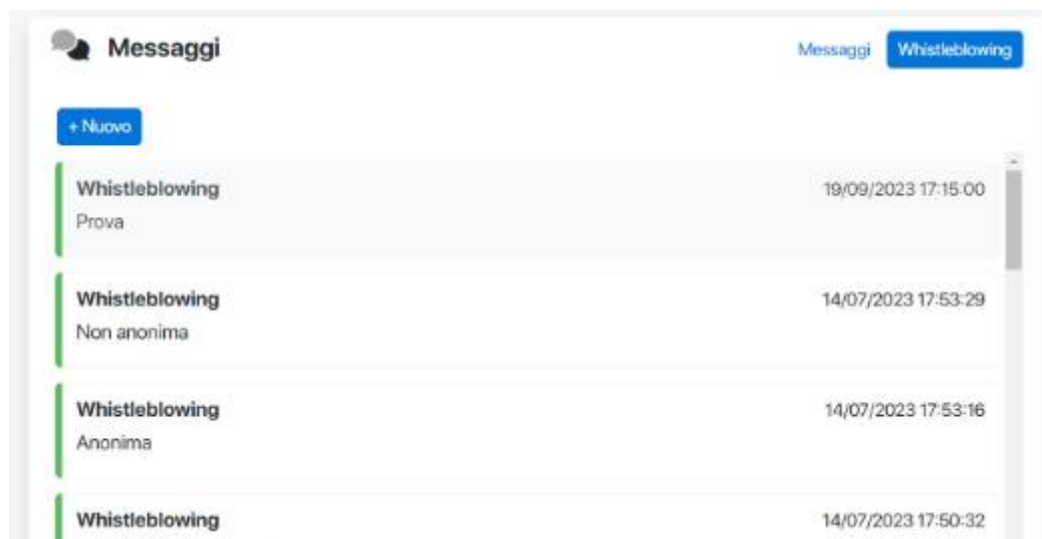 Messaggi
Messaggi Whistleblowing
+ Nuovo
Whistleblowing 19/09/2023 17:15:00
Prova
Whistleblowing 14/07/2023 17:53:29
Non anonima
Whistleblowing 14/07/2023 17:53:16
Anonima
Whistleblowing 14/07/2023 17:50:32